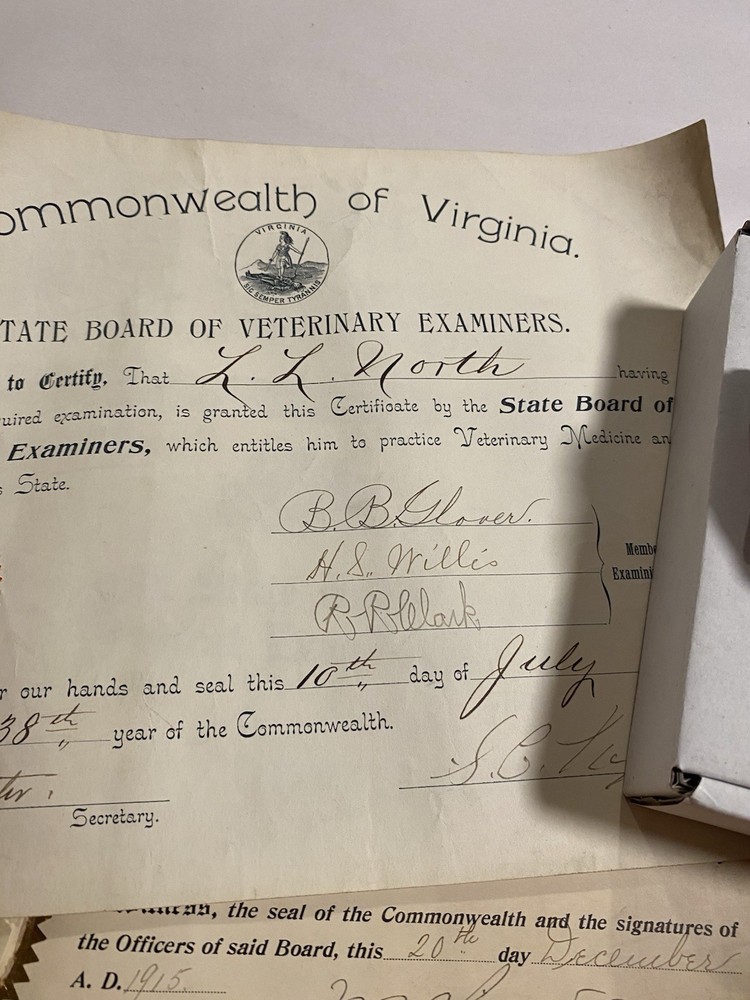 ommonwealth of Virginia.
VIRGINIA
SIC SEMPER TYRANNIS
TATE BOARD OF VETERINARY EXAMINERS.
to Certify, That L. L. North having
uired examination, is granted this Certificate by the State Board of
Examiners, which entitles him to practice Veterinary Medicine an
s State.
B. B. Glover.
H. S. Willis
R. R. Clark
Membe
Examini
r our hands and seal this 10th day of July
38th year of the Commonwealth.
S. C.
Secretary.
, the seal of the Commonwealth and the signatures of
the Officers of said Board, this 20th day December
A. D. 1915.